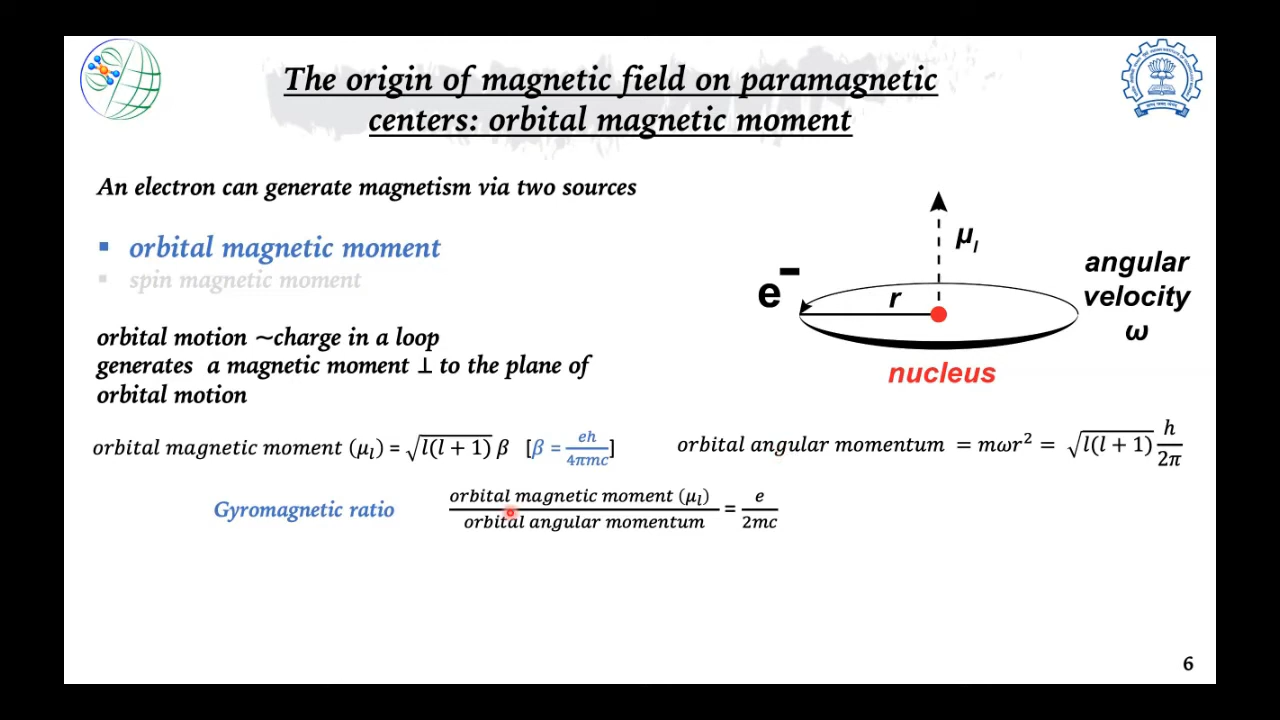 The origin of magnetic field on paramagnetic
centers: orbital magnetic moment
An electron can generate magnetism via two sources
▪ orbital magnetic moment
▪ spin magnetic moment
orbital motion ~charge in a loop
generates a magnetic moment ⊥ to the plane of
orbital motion
e⁻
r
μ_l
angular
velocity
ω
nucleus
orbital magnetic moment (μ_l) = √l(l + 1) β [β = eh/4πmc]
orbital angular momentum = mωr² = √l(l + 1) h/2π
Gyromagnetic ratio
orbital magnetic moment (μ_l)/orbital angular momentum = e/2mc
6